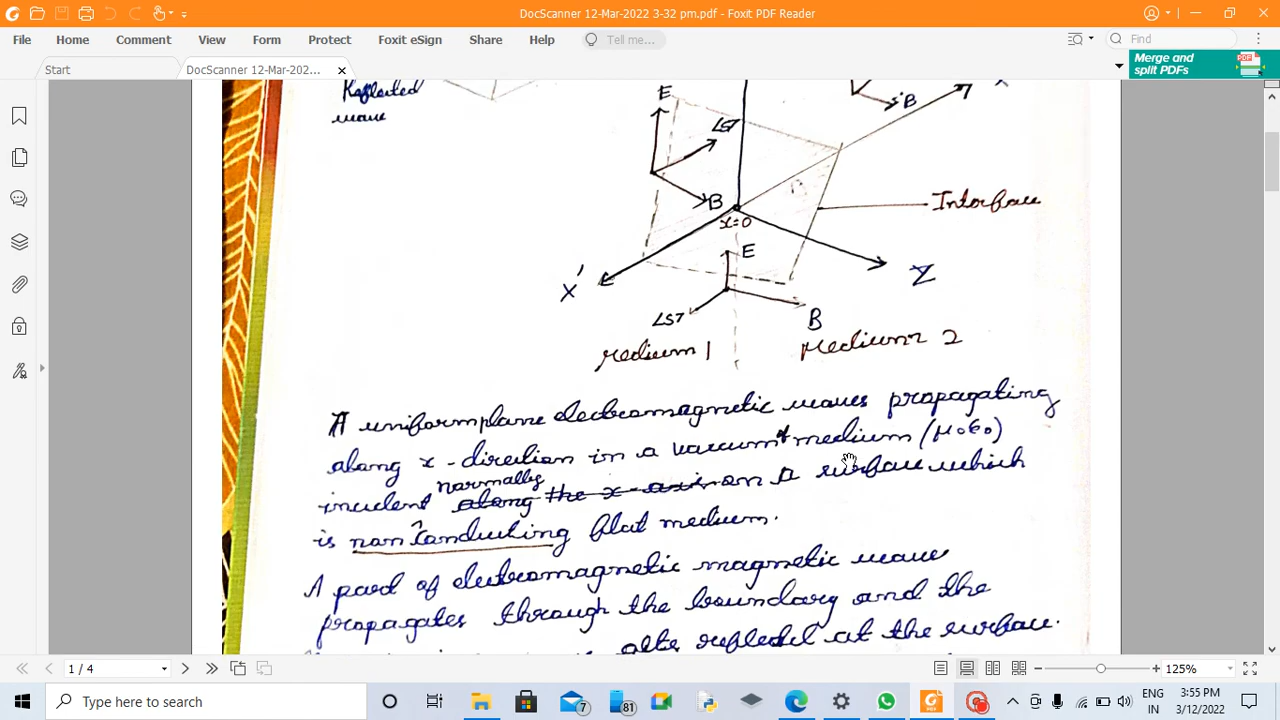 DocScanner 12-Mar-2022 3-32 pm.pdf - Foxit PDF Reader
File Home Comment View Form Protect Foxit eSign Share Help Tell me... Find
Start DocScanner 12-Mar-202... Merge and split PDFs
Reflected
wave
E
B
X
<S>
B
Interface
x=0
E
X'
Z
<S>
B
Medium 1
Medium 2
A uniform plane electromagnetic waves propagating
along x-direction in a vacuum medium (μ0ε0)
normally
incident along the x-axis on a surface which
is non conducting flat medium.
A part of electromagnetic magnetic wave
propagates through the boundary and the
reflected at the surface.
1 / 4
125%
Type here to search
7
81
ENG
IN
3:55 PM
3/12/2022